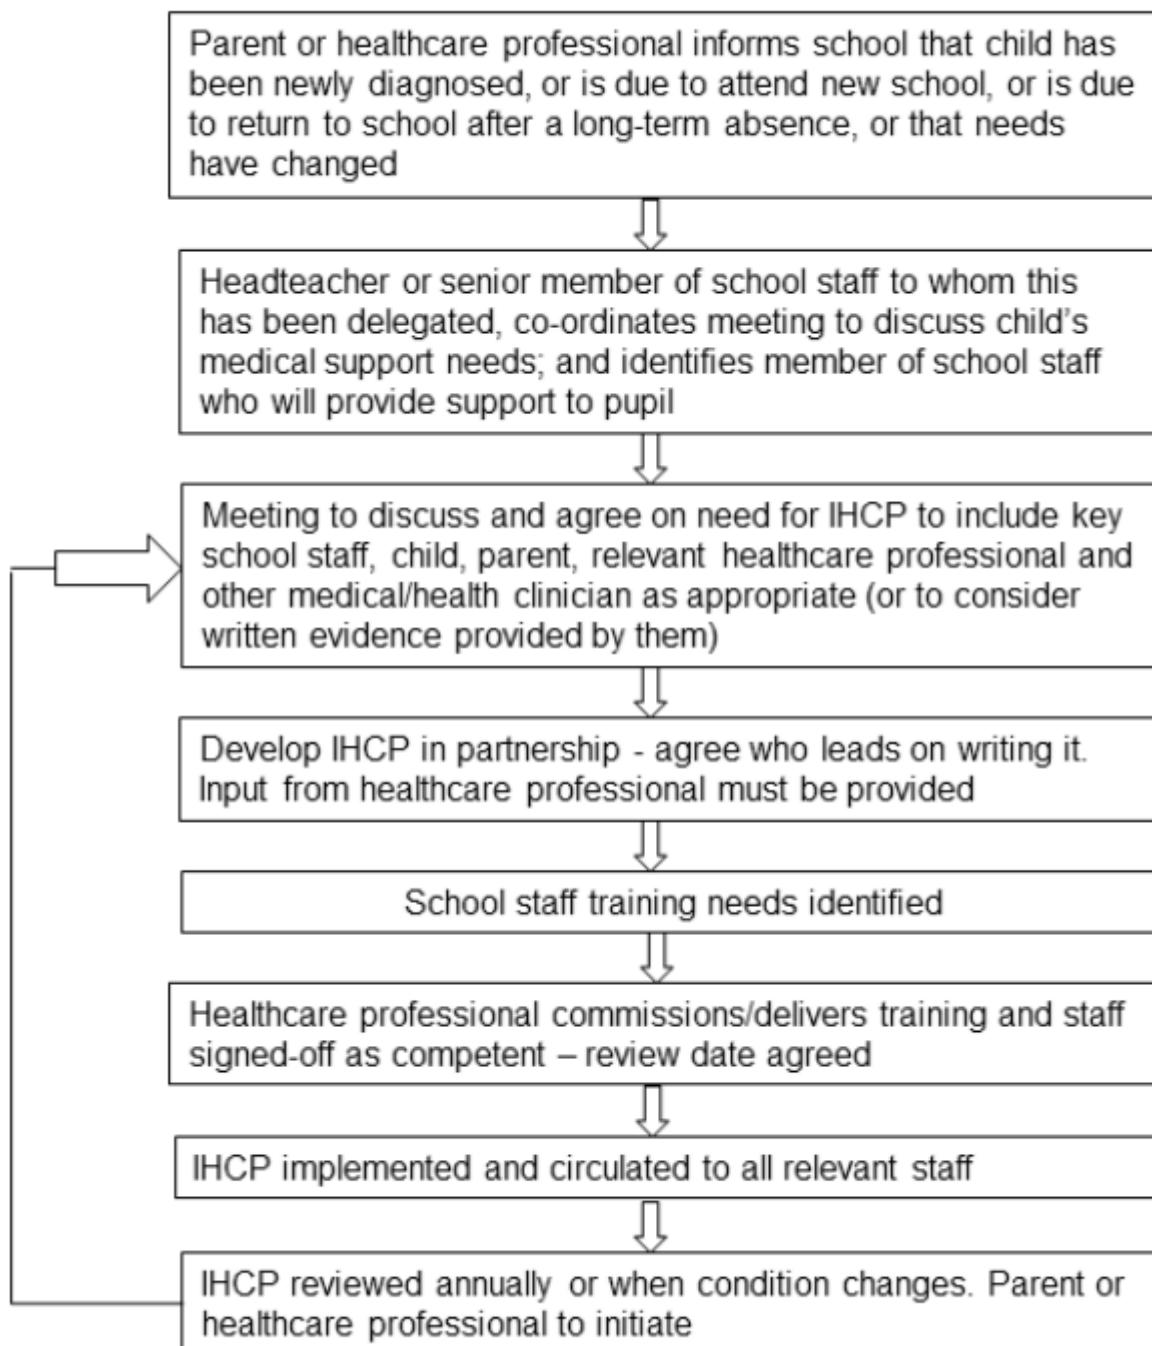 Parent or healthcare professional informs school that child has
been newly diagnosed, or is due to attend new school, or is due
to return to school after a long-term absence, or that needs
have changed
Headteacher or senior member of school staff to whom this
has been delegated, co-ordinates meeting to discuss child's
medical support needs; and identifies member of school staff
who will provide support to pupil
Meeting to discuss and agree on need for IHCP to include key
school staff, child, parent, relevant healthcare professional and
other medical/health clinician as appropriate (or to consider
written evidence provided by them)
Develop IHCP in partnership - agree who leads on writing it.
Input from healthcare professional must be provided
School staff training needs identified
Healthcare professional commissions/delivers training and staff
signed-off as competent – review date agreed
IHCP implemented and circulated to all relevant staff
IHCP reviewed annually or when condition changes. Parent or
healthcare professional to initiate